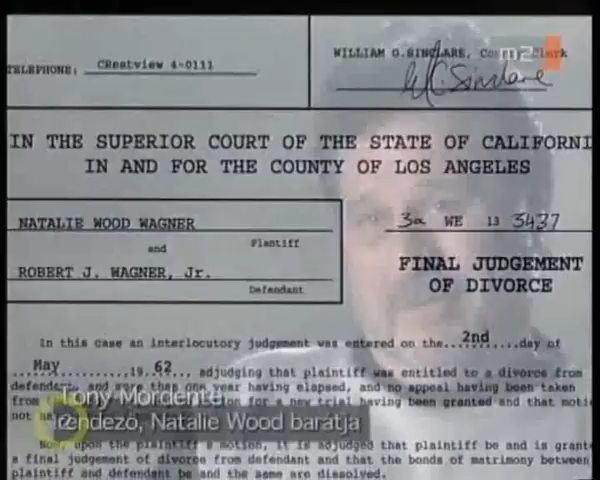 WILLIAM G. SINCLARE, County Clerk
m2
TELEPHONE: CRestview 4-0111
IN THE SUPERIOR COURT OF THE STATE OF CALIFORNI
IN AND FOR THE COUNTY OF LOS ANGELES
NATALIE WOOD WAGNER
Plaintiff
and
ROBERT J. WAGNER, Jr.
Defendant
3a WE 13 3437
FINAL JUDGEMENT
OF DIVORCE
In this case an interlocutory judgement was entered on the...2nd...day of
...May...,19.62., adjudging that plaintiff was entitled to a divorce from
and more than one year having elapsed, and no appeal having been taken
from for a new trial having been granted and that moti
not
Tony Mordente
rendező, Natalie Wood barátja
Now, upon the plaintiff's motion, it is adjudged that plaintiff be and is grant
a final judgement of divorce from defendant and that the bonds of matrimony between
plaintiff and defendant be and the same are dissolved.